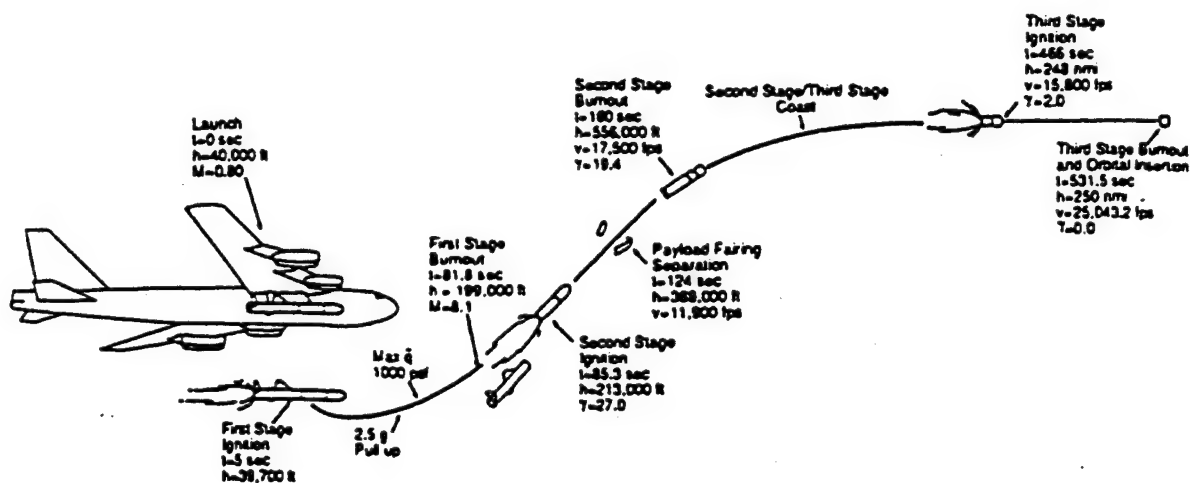 Launch
t=0 sec
h=40,000 ft
M=0.80
First Stage
Ignition
t=5 sec
h=39,700 ft
2.5 g
Pull up
Max q̄
1000 psf
First Stage
Burnout
t=81.8 sec
h = 199,000 ft
M=8.1
Second Stage
Ignition
t=85.3 sec
h=213,000 ft
γ=27.0
Payload Fairing
Separation
t=124 sec
h=368,000 ft
v=11,900 fps
Second Stage
Burnout
t=160 sec
h=556,000 ft
v=17,500 fps
γ=19.4
Second Stage/Third Stage
Coast
Third Stage
Ignition
t=466 sec
h=248 nmi
v=15,800 fps
γ=2.0
Third Stage Burnout
and Orbital Insertion
t=531.5 sec
h=250 nmi
v=25,043.2 fps
γ=0.0